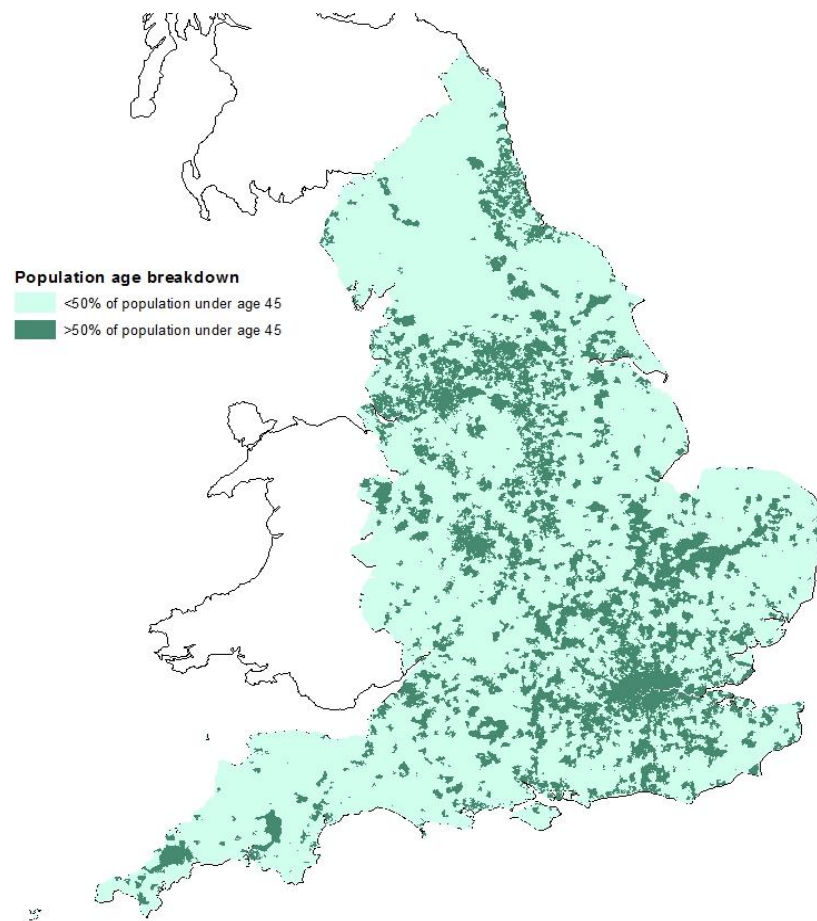 Population age breakdown
<50% of population under age 45
>50% of population under age 45